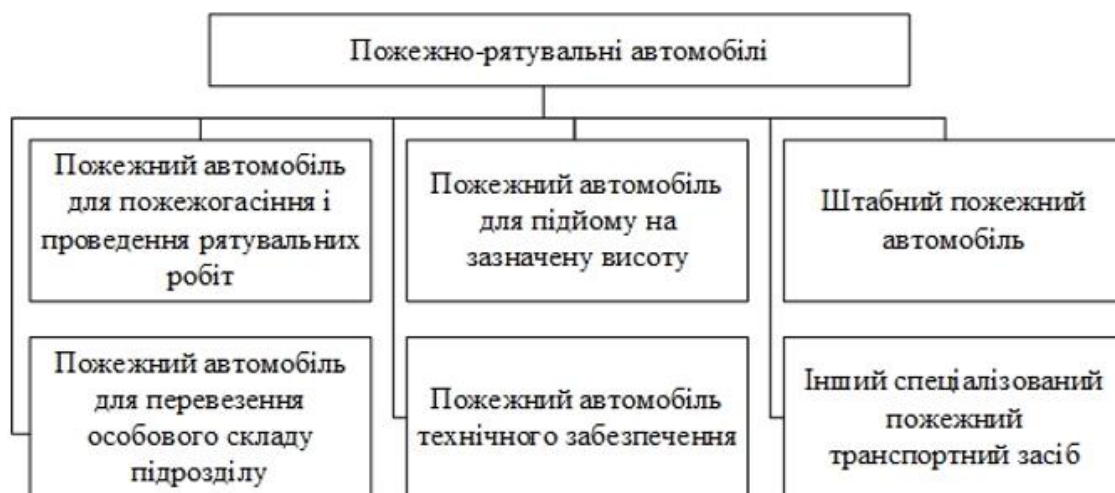 Пожежно-рятувальні автомобілі
Пожежний автомобіль
для пожежогасіння і
проведення рятувальних
робіт
Пожежний автомобіль
для підйому на
зазначену висоту
Штабний пожежний
автомобіль
Пожежний автомобіль
для перевезення
особового складу
підрозділу
Пожежний автомобіль
технічного забезпечення
Інший спеціалізований
пожежний
транспортний засіб